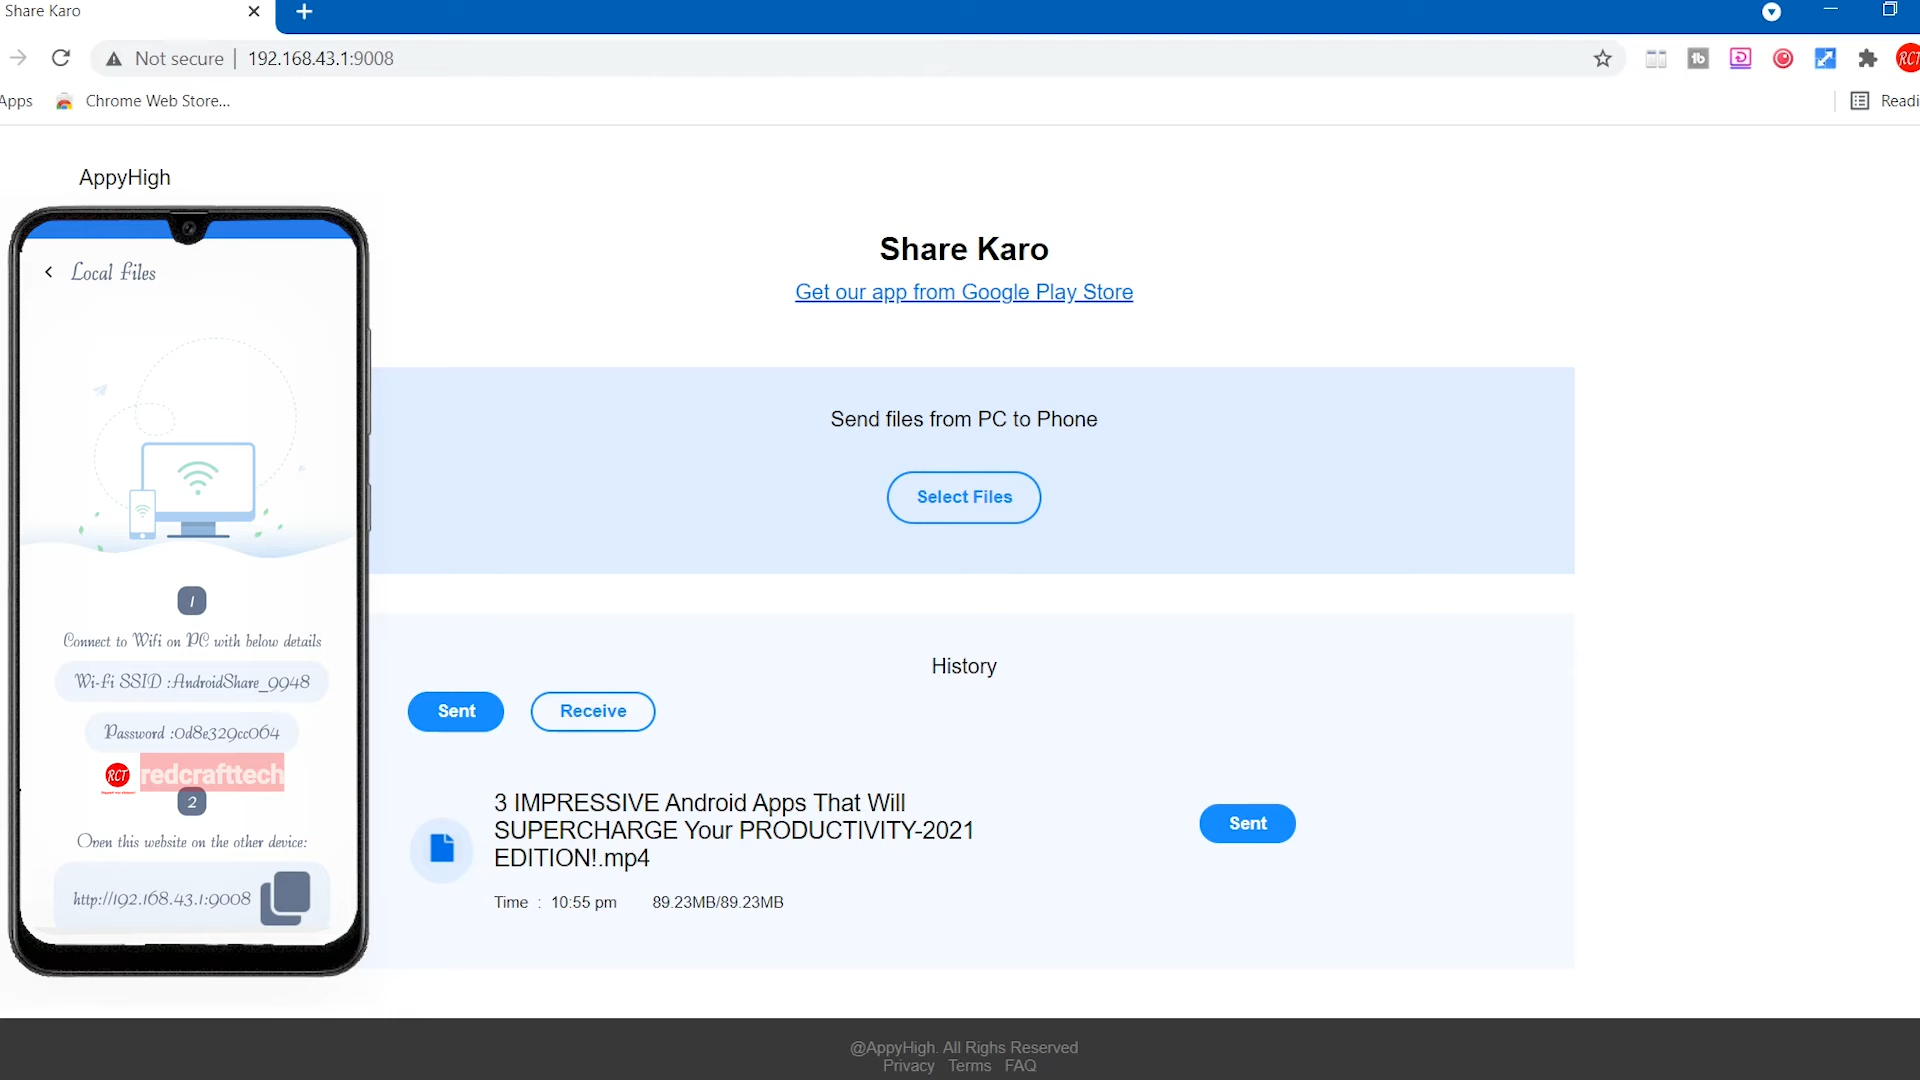 Share Karo
Not secure | 192.168.43.1:9008
RCT
Apps
Chrome Web Store...
Readi
AppyHigh
Share Karo
Get our app from Google Play Store
Send files from PC to Phone
Select Files
History
Sent
Receive
3 IMPRESSIVE Android Apps That Will
SUPERCHARGE Your PRODUCTIVITY-2021
EDITION!.mp4
Time : 10:55 pm 89.23MB/89.23MB
Sent
Local Files
1
Connect to Wifi on PC with below details
Wi-Fi SSID :AndroidShare_9948
Password :0d8e329cc064
RCT redcrafttech
2
Open this website on the other device:
http://192.168.43.1:9008
@AppyHigh. All Righs Reserved
Privacy Terms FAQ